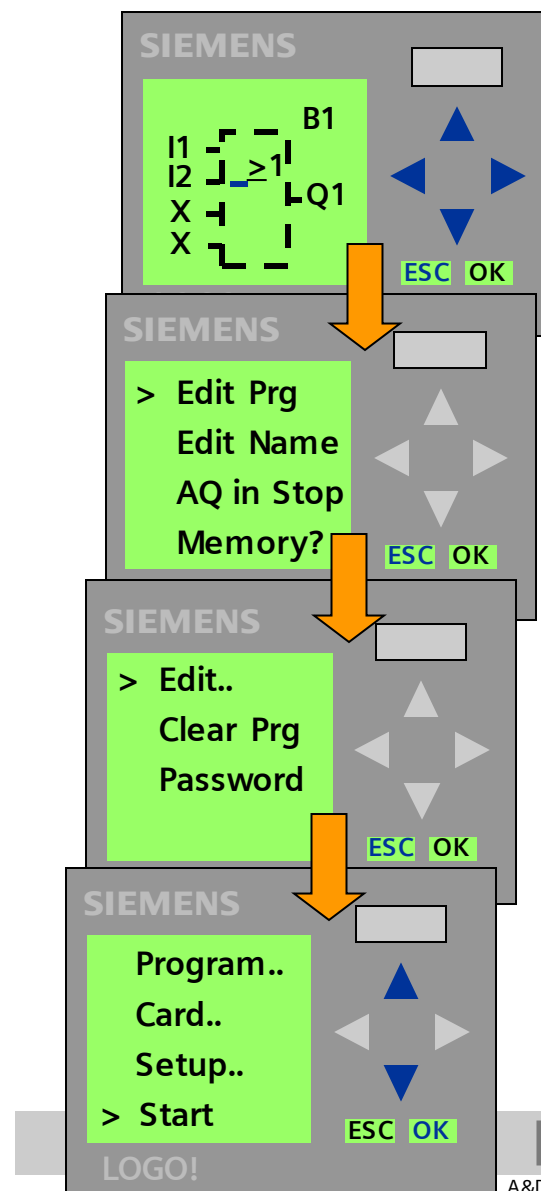 SIEMENS
B1
I1
≥1
I2
Q1
X
X
ESC OK
SIEMENS
> Edit Prg
Edit Name
AQ in Stop
Memory?
ESC OK
SIEMENS
> Edit..
Clear Prg
Password
ESC OK
SIEMENS
Program..
Card..
Setup..
> Start
ESC OK
LOGO!